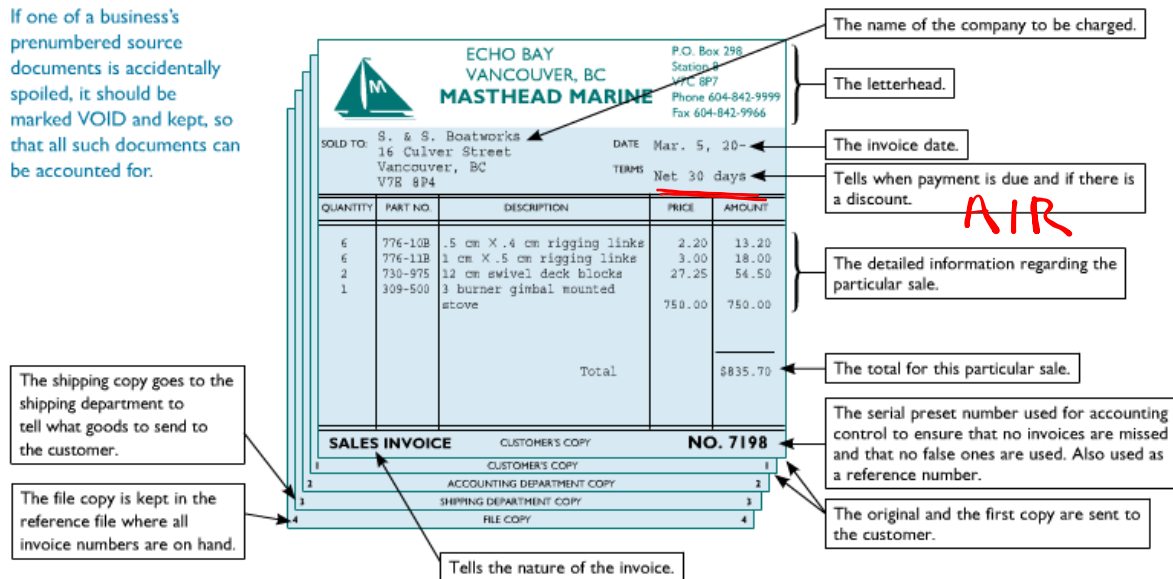 If one of a business's
prenumbered source
documents is accidentally
spoiled, it should be
marked VOID and kept, so
that all such documents can
be accounted for.
The name of the company to be charged.
ECHO BAY
VANCOUVER, BC
MASTHEAD MARINE
M
P.O. Box 298
Station 8
V7C 8P7
Phone 604-842-9999
Fax 604-842-9966
The letterhead.
SOLD TO: S. & S. Boatworks
16 Culver Street
Vancouver, BC
V7E 8P4
DATE Mar. 5, 20-
TERMS Net 30 days
The invoice date.
Tells when payment is due and if there is
a discount.
AIR
QUANTITY PART NO. DESCRIPTION PRICE AMOUNT
6 776-10B .5 cm X .4 cm rigging links 2.20 13.20
6 776-11B 1 cm X .5 cm rigging links 3.00 18.00
2 730-975 12 cm swivel deck blocks 27.25 54.50
1 309-500 3 burner gimbal mounted
stove 750.00 750.00
The detailed information regarding the
particular sale.
Total $835.70
The total for this particular sale.
The shipping copy goes to the
shipping department to
tell what goods to send to
the customer.
SALES INVOICE CUSTOMER'S COPY NO. 7198
The serial preset number used for accounting
control to ensure that no invoices are missed
and that no false ones are used. Also used as
a reference number.
1 CUSTOMER'S COPY 1
2 ACCOUNTING DEPARTMENT COPY 2
3 SHIPPING DEPARTMENT COPY 3
4 FILE COPY 4
The file copy is kept in the
reference file where all
invoice numbers are on hand.
The original and the first copy are sent to
the customer.
Tells the nature of the invoice.